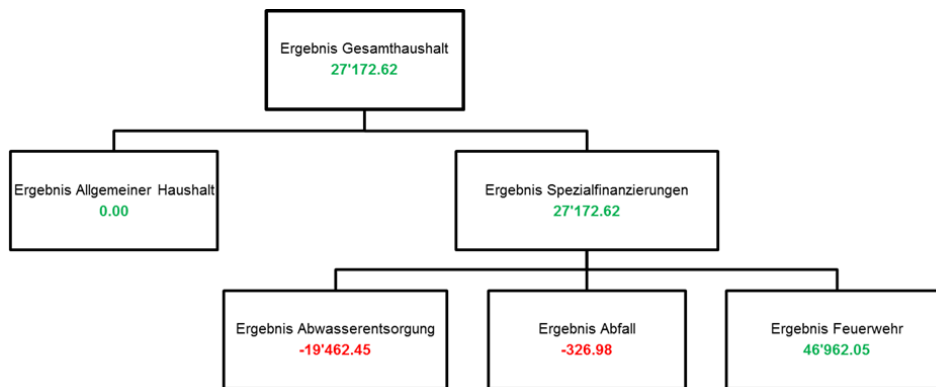 Ergebnis Gesamthaushalt
27'172.62
Ergebnis Allgemeiner Haushalt
0.00
Ergebnis Spezialfinanzierungen
27'172.62
Ergebnis Abwasserentsorgung
-19'462.45
Ergebnis Abfall
-326.98
Ergebnis Feuerwehr
46'962.05